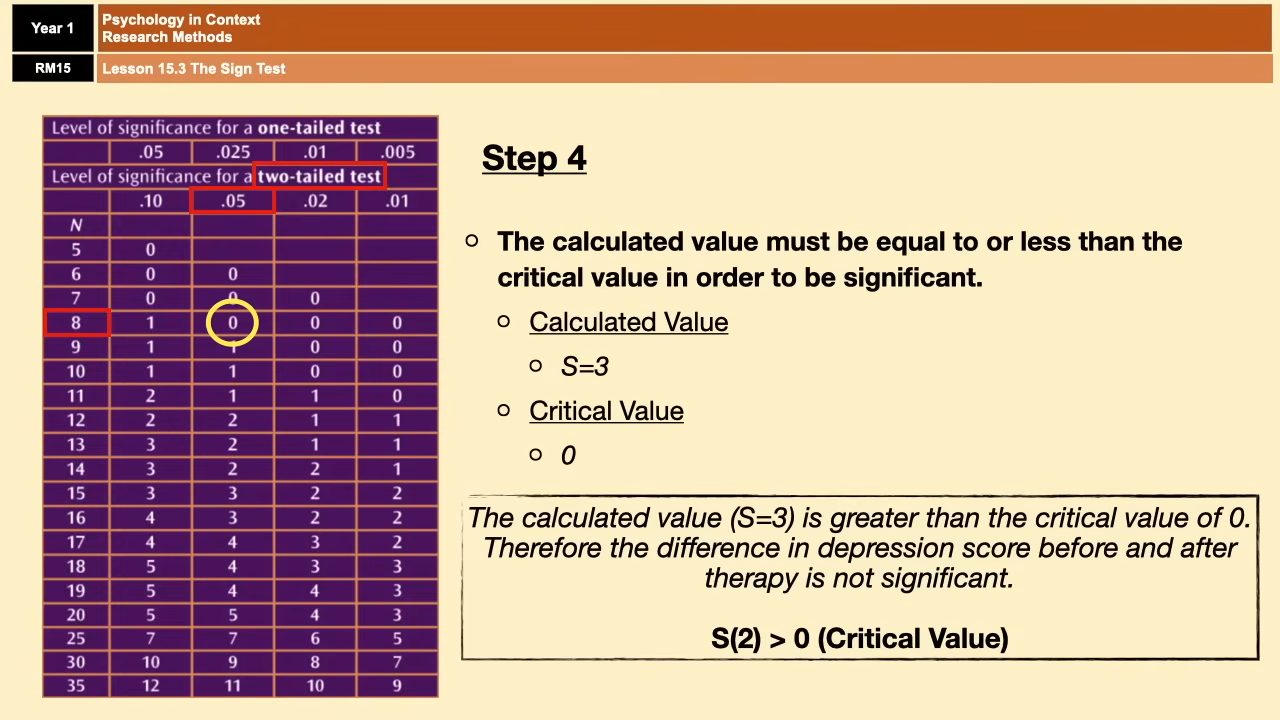 Year 1
Psychology in Context
Research Methods
RM15
Lesson 15.3 The Sign Test
Level of significance for a one-tailed test
.05 .025 .01 .005
Level of significance for a two-tailed test
.10 .05 .02 .01
N
5 0
6 0 0
7 0 0 0
8 1 0 0 0
9 1 1 0 0
10 1 1 0 0
11 2 1 1 0
12 2 2 1 1
13 3 2 1 1
14 3 2 2 1
15 3 3 2 2
16 4 3 2 2
17 4 4 3 2
18 5 4 3 3
19 5 4 4 3
20 5 5 4 3
25 7 7 6 5
30 10 9 8 7
35 12 11 10 9
Step 4
The calculated value must be equal to or less than the
critical value in order to be significant.
Calculated Value
S=3
Critical Value
0
The calculated value (S=3) is greater than the critical value of 0.
Therefore the difference in depression score before and after
therapy is not significant.
S(2) > 0 (Critical Value)